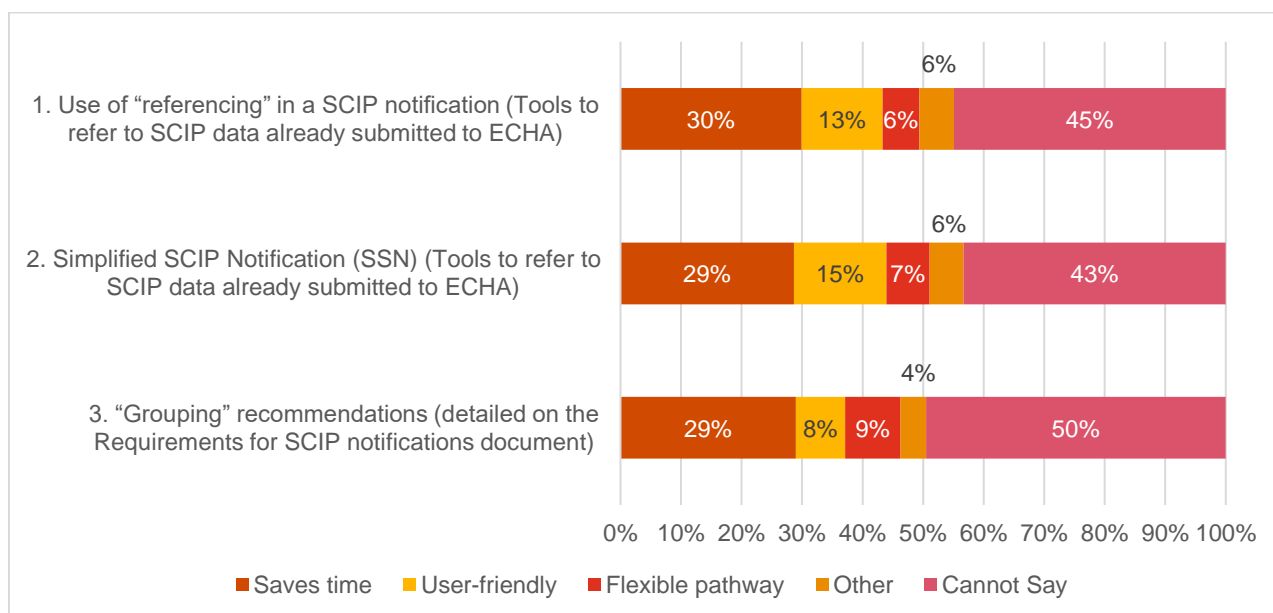 6%
1. Use of “referencing” in a SCIP notification (Tools to
refer to SCIP data already submitted to ECHA)
30% 13% 6% 45%
6%
2. Simplified SCIP Notification (SSN) (Tools to refer to
SCIP data already submitted to ECHA)
29% 15% 7% 43%
4%
3. “Grouping” recommendations (detailed on the
Requirements for SCIP notifications document)
29% 8% 9% 50%
0% 10% 20% 30% 40% 50% 60% 70% 80% 90% 100%
Saves time User-friendly Flexible pathway Other Cannot Say